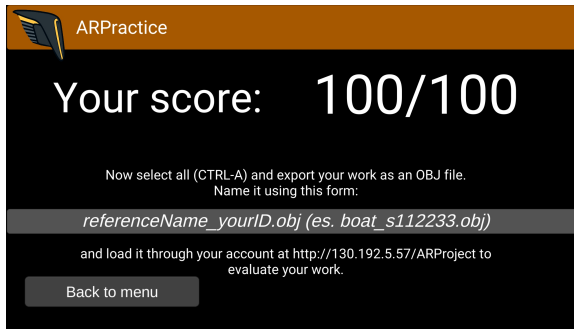 ARPractice
Your score: 100/100
Now select all (CTRL-A) and export your work as an OBJ file.
Name it using this form:
referenceName_yourID.obj (es. boat_s112233.obj)
and load it through your account at http://130.192.5.57/ARProject to
evaluate your work.
Back to menu